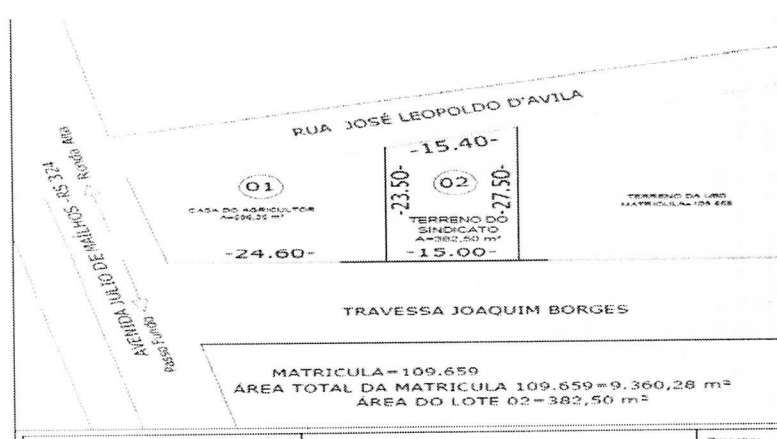 RUA JOSÉ LEOPOLDO D'AVILA
AVENIDA JULIO DE MAILHOS -RS 324
Ronda Alta
Passo Fundo
01
CASA DO AGRICULTOR
-24.60-
-15.40-
-23.50-
02
-27.50-
TERRENO DO
SINDICATO
A=382,50 m²
-15.00-
TERRENO DA
MATRICULA=109.659
TRAVESSA JOAQUIM BORGES
MATRICULA=109.659
ÁREA TOTAL DA MATRICULA 109.659=9.360,28 m²
ÁREA DO LOTE 02=382,50 m²